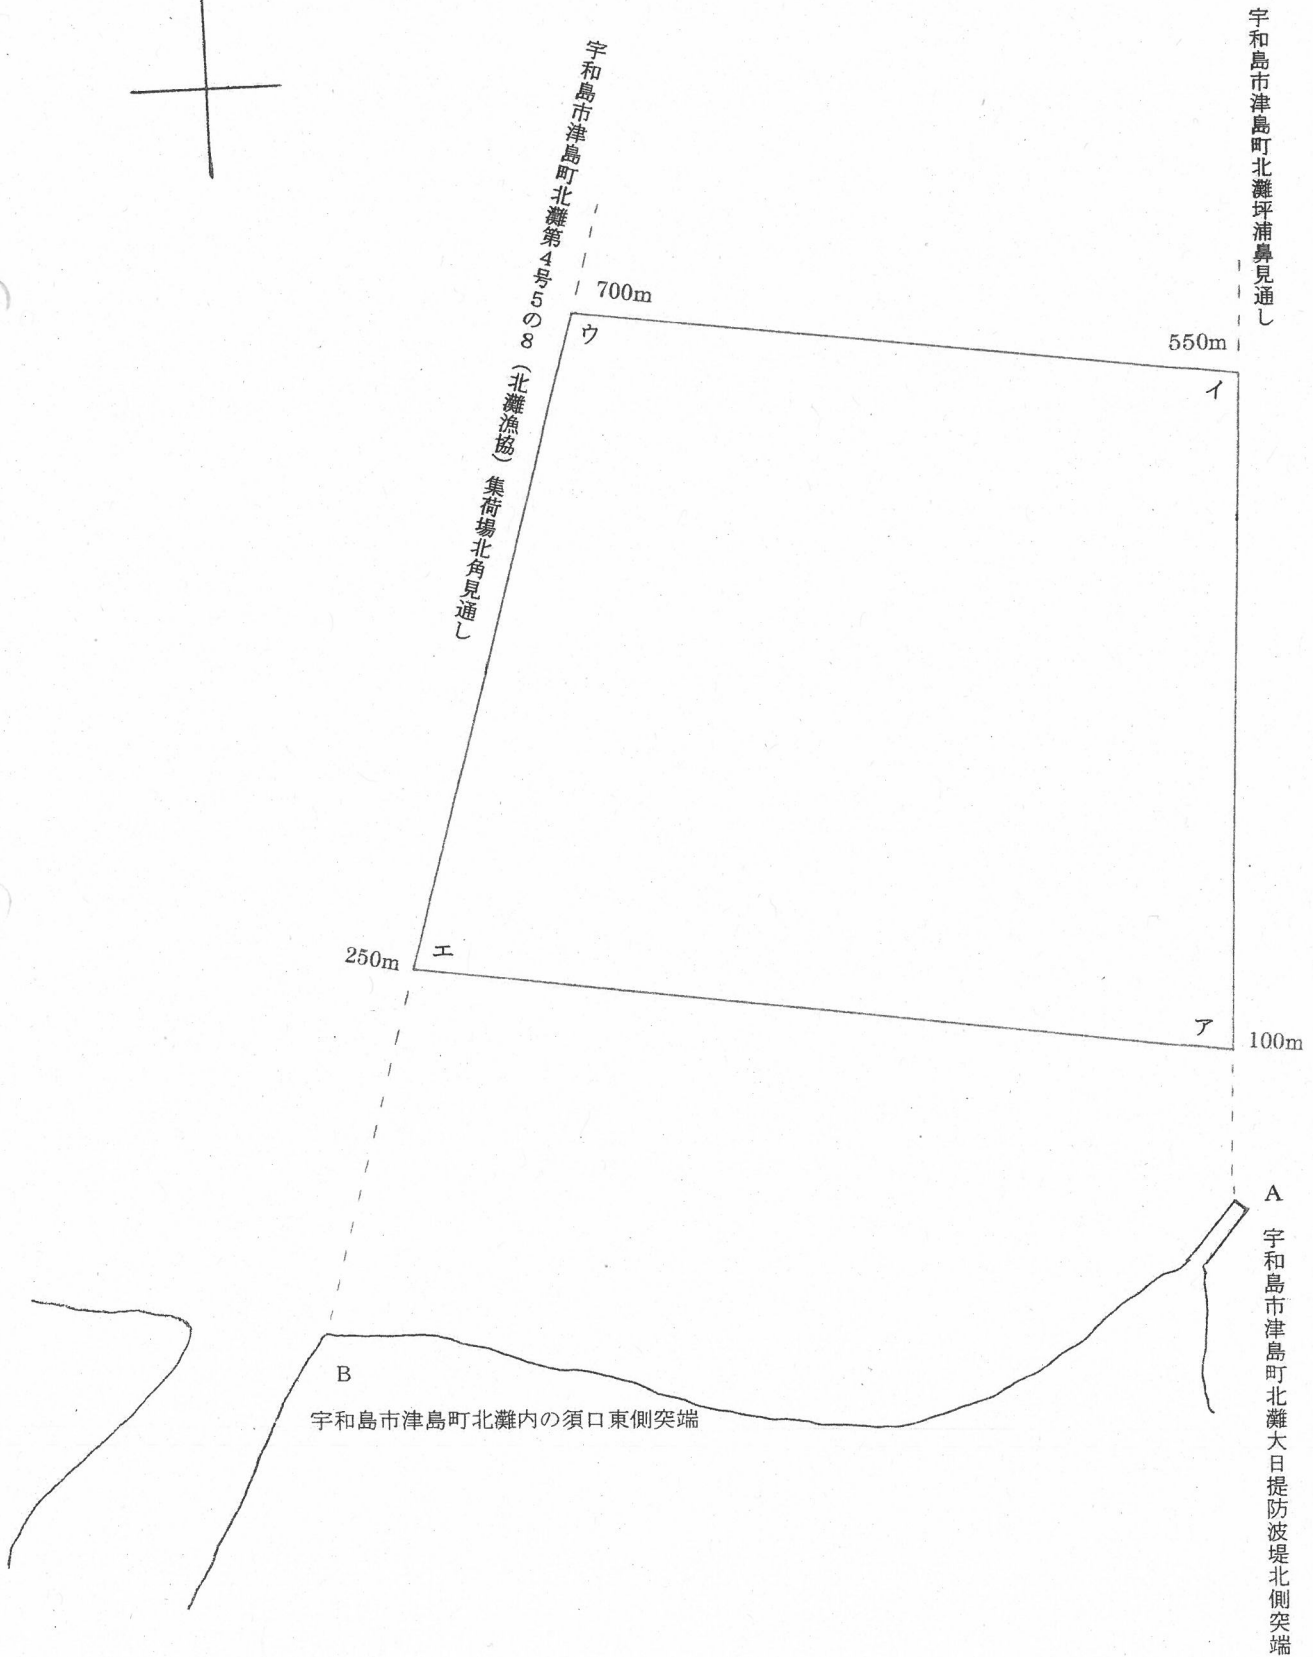 宇和島市津島町北灘坪浦鼻見通し
宇和島市津島町北灘第4号5の8（北灘漁協）集荷場北角見通し
700m
ウ
550m
イ
250m
エ
ア
100m
A
宇和島市津島町北灘大日提防波堤北側突端
B
宇和島市津島町北灘内の須口東側突端